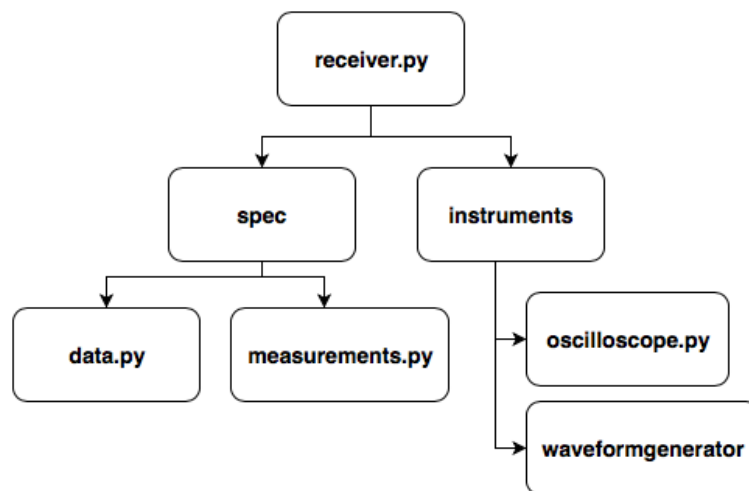 receiver.py
spec
instruments
data.py
measurements.py
oscilloscope.py
waveformgenerator